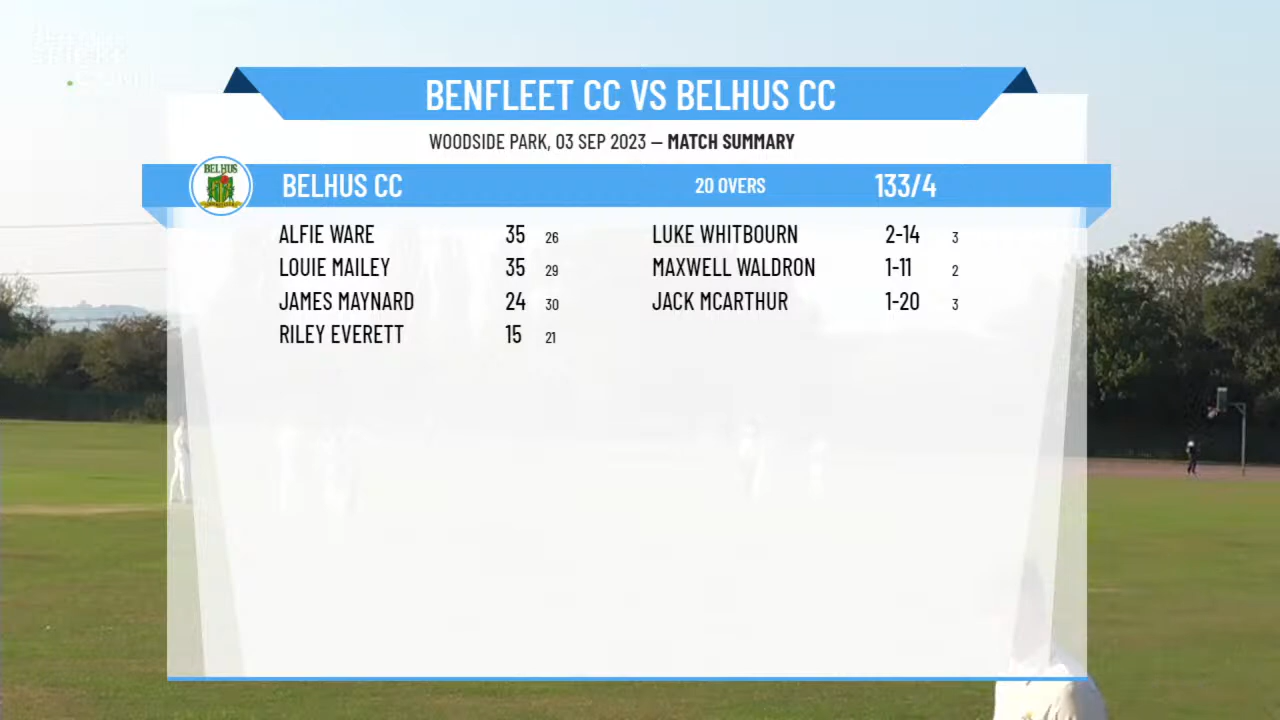 BENFLEET CC VS BELHUS CC
WOODSIDE PARK, 03 SEP 2023 – MATCH SUMMARY
BELHUS
BELHUS CC 20 OVERS 133/4
ALFIE WARE 35 26 LUKE WHITBOURN 2-14 3
LOUIE MAILEY 35 29 MAXWELL WALDRON 1-11 2
JAMES MAYNARD 24 30 JACK MCARTHUR 1-20 3
RILEY EVERETT 15 21